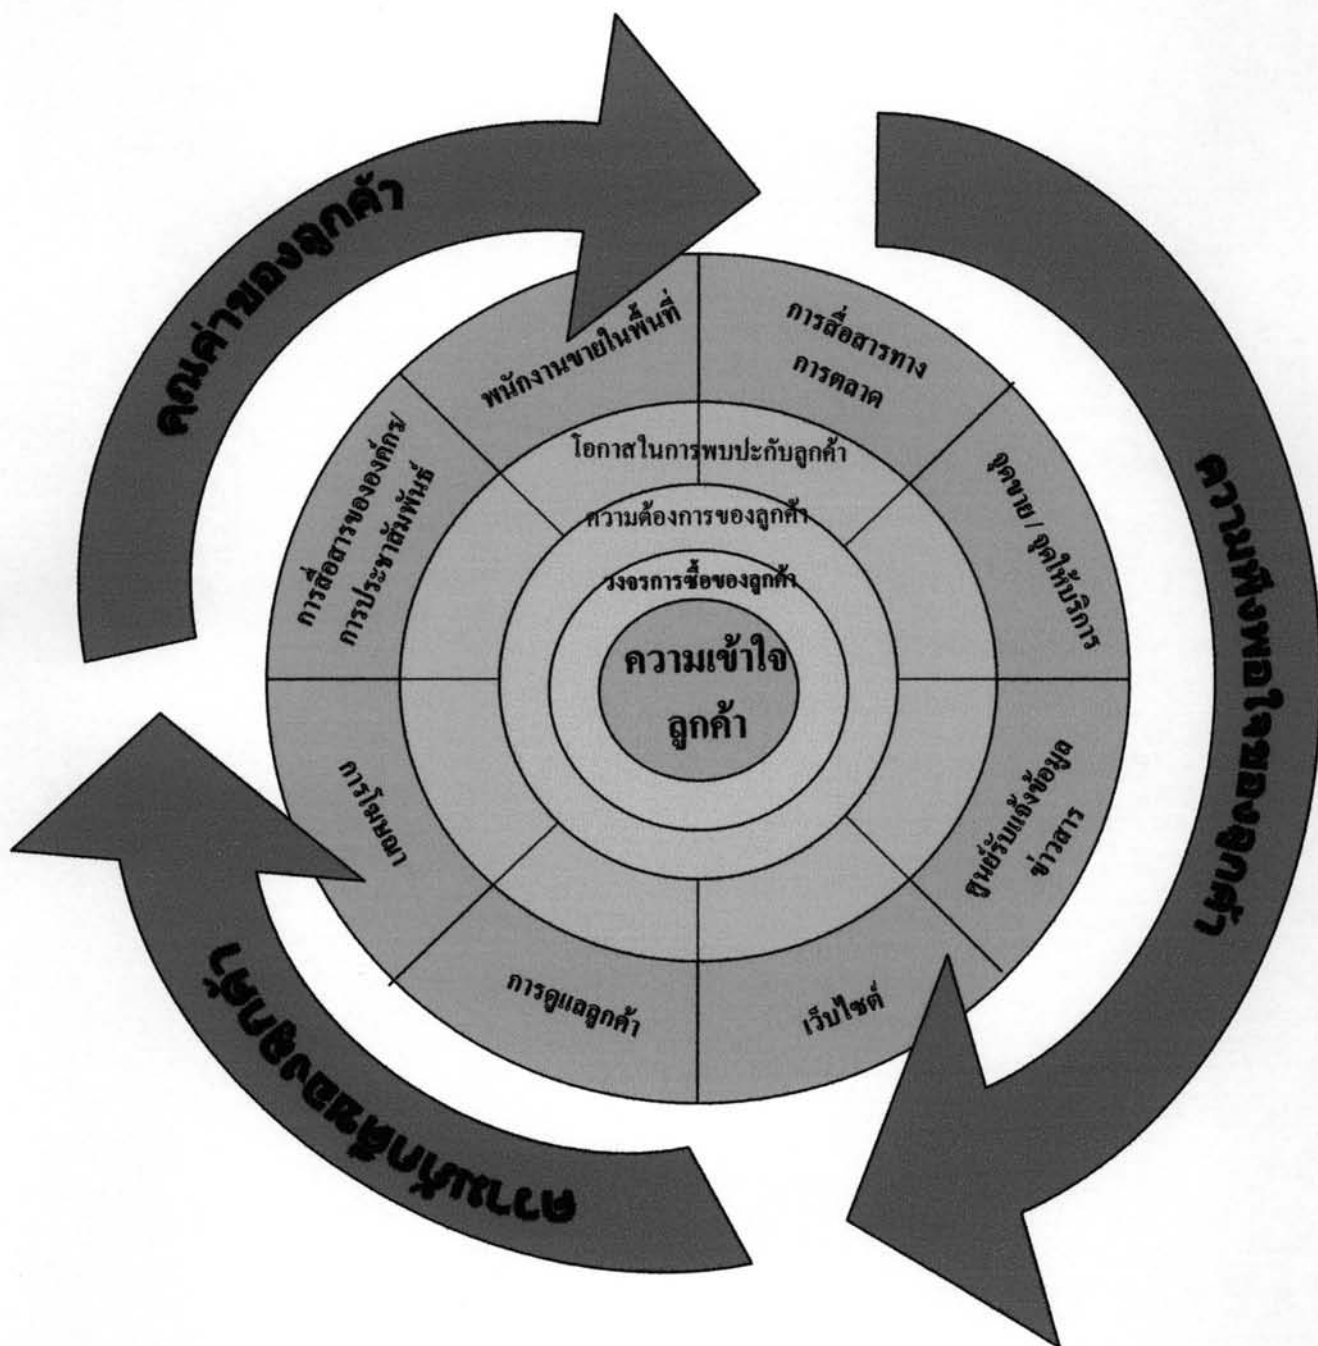 คุณค่าของลูกค้า
ความพึงพอใจของลูกค้า
ความภักดีของลูกค้า
พนักงานขายในพื้นที่
การสื่อสารทาง
การตลาด
จุดขาย / จุดให้บริการ
ศูนย์รับแจ้งข้อมูล
ข่าวสาร
เว็บไซต์
การดูแลลูกค้า
การโฆษณา
การสื่อสารขององค์กร/
การประชาสัมพันธ์
โอกาสในการพบปะกับลูกค้า
ความต้องการของลูกค้า
วงจรการซื้อของลูกค้า
ความเข้าใจ
ลูกค้า